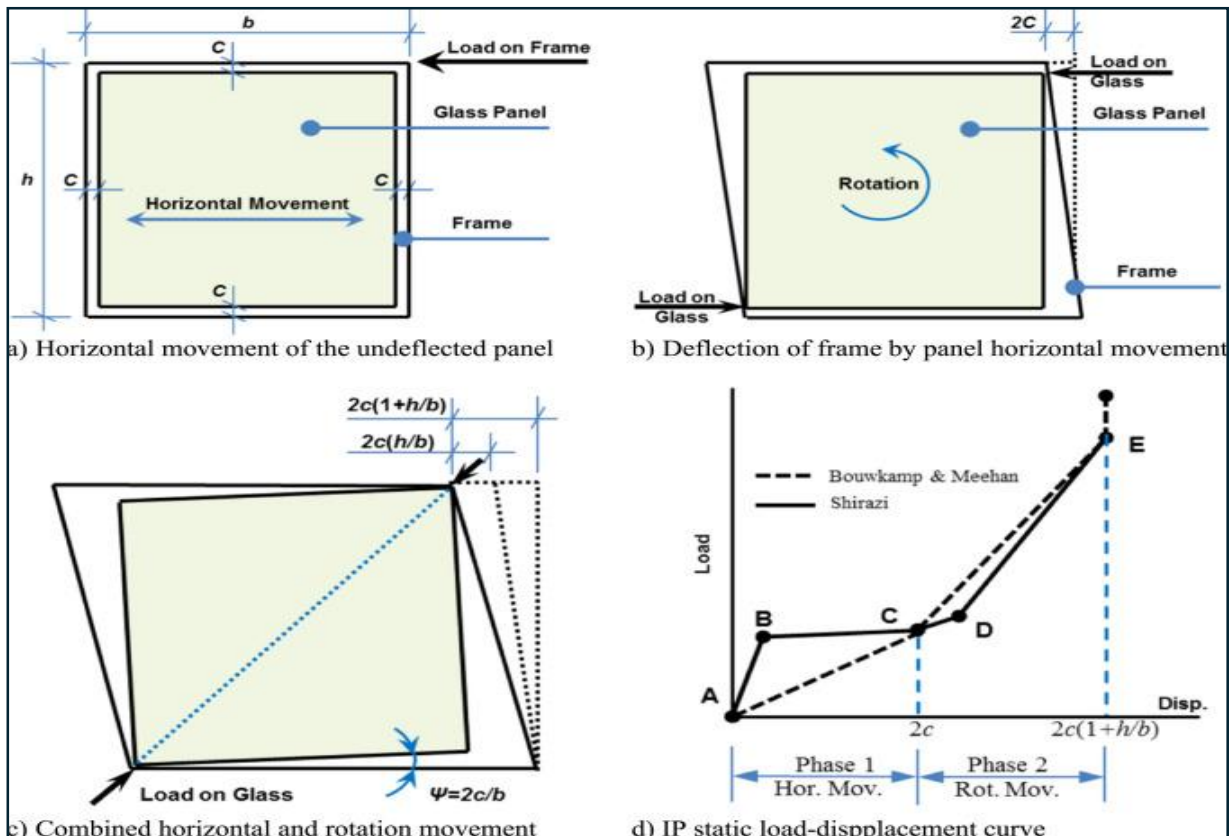 b
C
Load on Frame
Glass Panel
h
C
C
Horizontal Movement
Frame
C
a) Horizontal movement of the undeflected panel
2C
Load on
Glass
Glass Panel
Rotation
Load on
Glass
Frame
b) Deflection of frame by panel horizontal movement
2c(1+h/b)
2c(h/b)
Load on Glass
Ψ=2c/b
c) Combined horizontal and rotation movement
E
Bouwkamp & Meehan
Shirazi
Load
B
C
D
A
Disp.
2c
2c(1+h/b)
Phase 1
Hor. Mov.
Phase 2
Rot. Mov.
d) IP static load-dispplacement curve